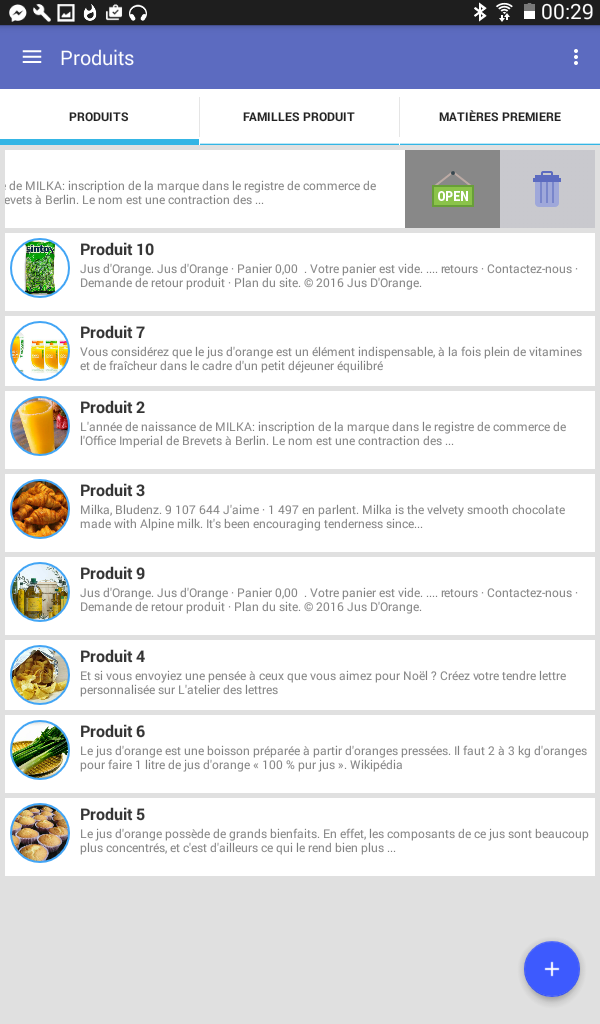 00:29
Produits
PRODUITS
FAMILLES PRODUIT
MATIÈRES PREMIERE
de MILKA: inscription de la marque dans le registre de commerce de
à Berlin. Le nom est une contraction des ...
OPEN
Produit 10
Jus d'Orange. Jus d'Orange · Panier 0,00 . Votre panier est vide. .... retours · Contactez-nous ·
Demande de retour produit · Plan du site. © 2016 Jus D'Orange.
Produit 7
Vous considérez que le jus d'orange est un élément indispensable, à la fois plein de vitamines
et de fraîcheur dans le cadre d'un petit déjeuner équilibré
Produit 2
L'année de naissance de MILKA: inscription de la marque dans le registre de commerce de
l'Office Imperial de Brevets à Berlin. Le nom est une contraction des ...
Produit 3
Milka, Bludenz. 9 107 644 J'aime · 1 497 en parlent. Milka is the velvety smooth chocolate
made with Alpine milk. It's been encouraging tenderness since...
Produit 9
Jus d'Orange. Jus d'Orange · Panier 0,00 . Votre panier est vide. .... retours · Contactez-nous ·
Demande de retour produit · Plan du site. © 2016 Jus D'Orange.
Produit 4
Et si vous envoyiez une pensée à ceux que vous aimez pour Noël ? Créez votre tendre lettre
personnalisée sur L'atelier des lettres
Produit 6
Le jus d'orange est une boisson préparée à partir d'oranges pressées. Il faut 2 à 3 kg d'oranges
pour faire 1 litre de jus d'orange « 100 % pur jus ». Wikipédia
Produit 5
Le jus d'orange possède de grands bienfaits. En effet, les composants de ce jus sont beaucoup
plus concentrés, et c'est d'ailleurs ce qui le rend bien plus ...